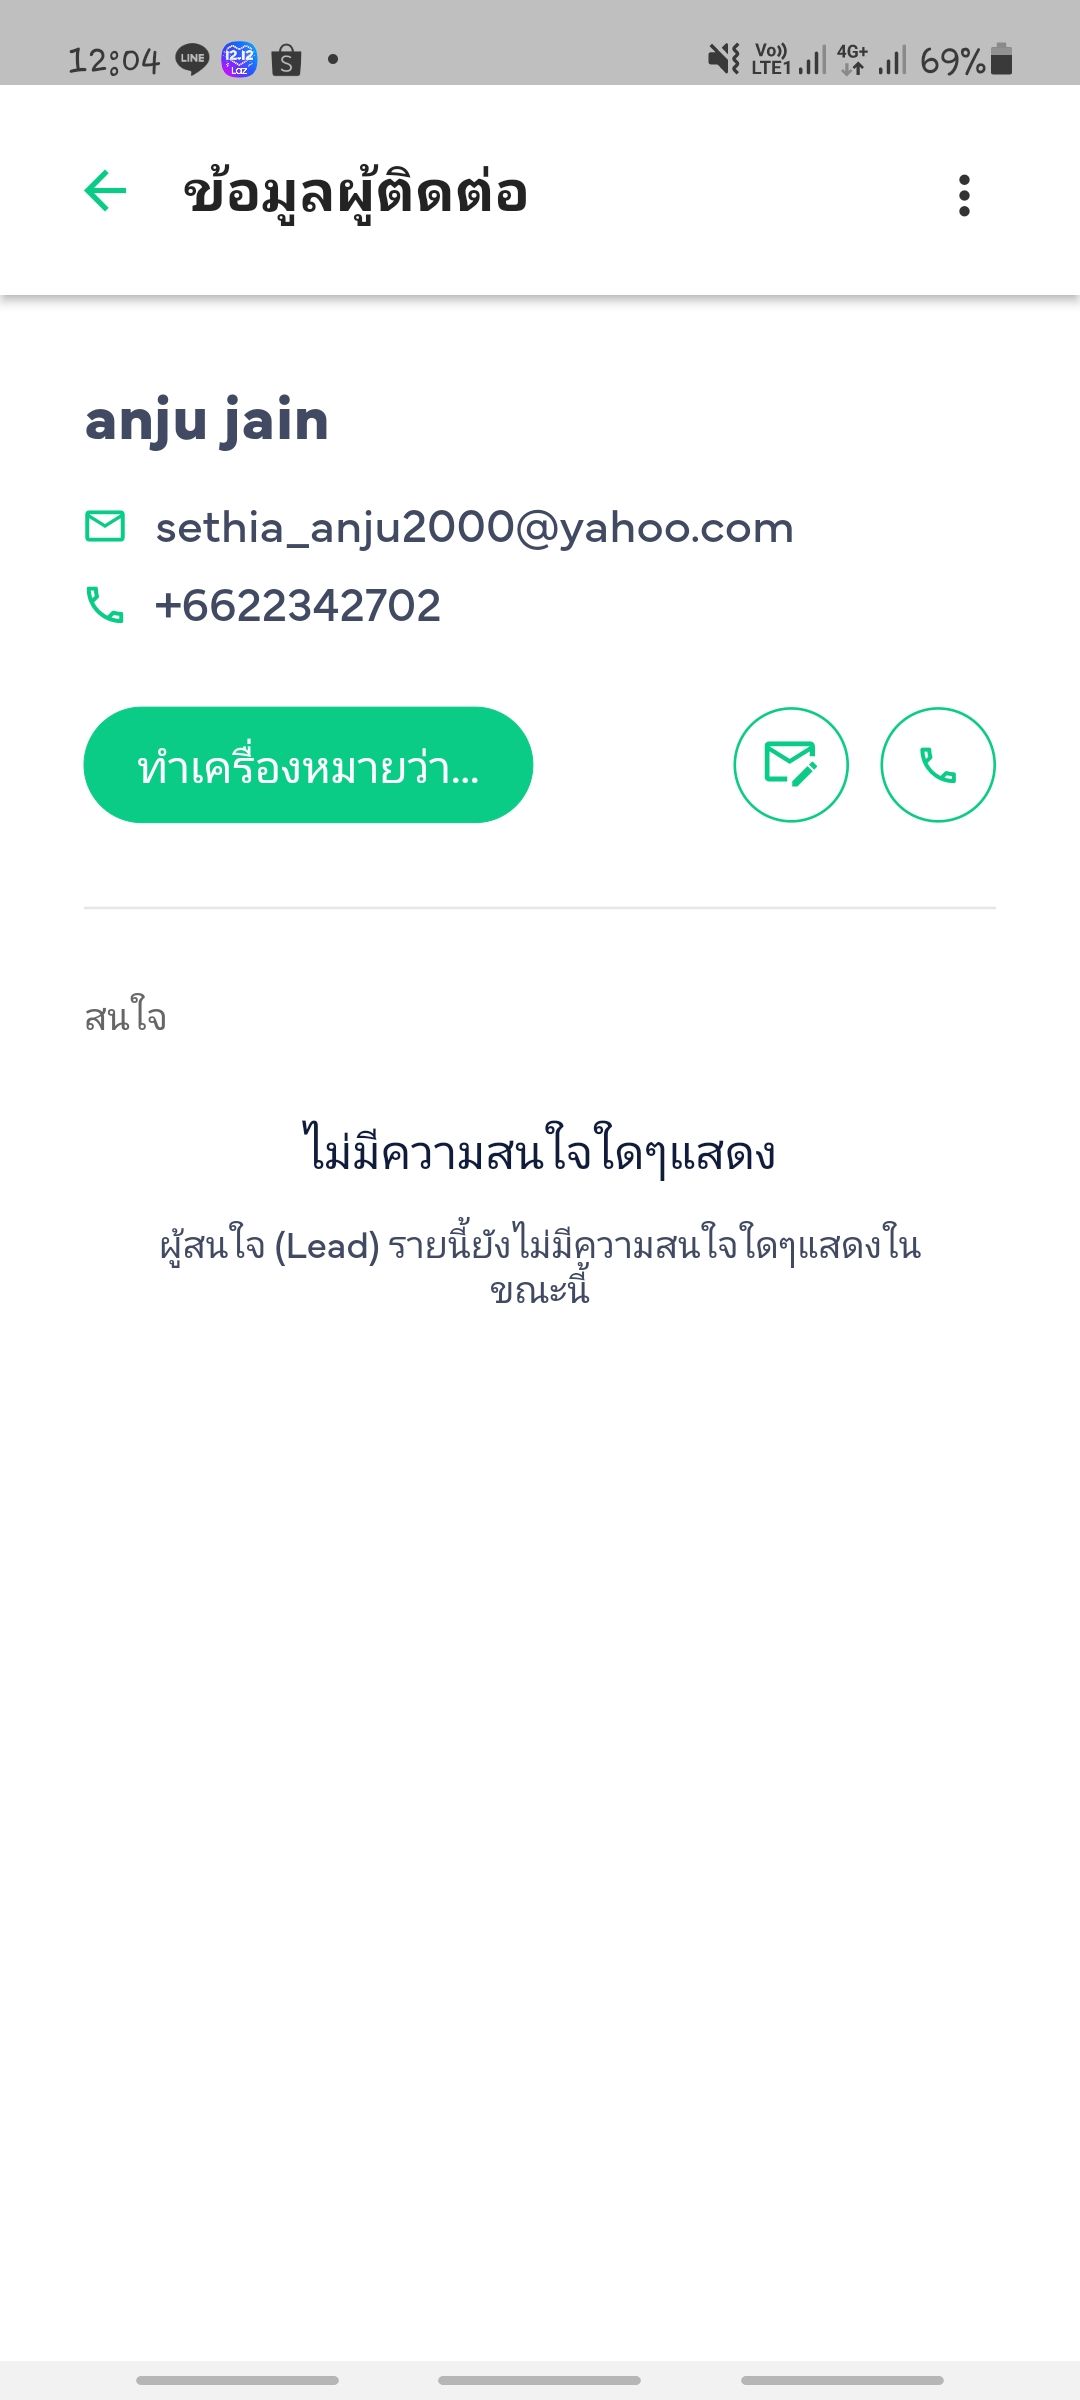 12:04 LINE 12.12 Laz S Vo)) LTE1 4G+ 69%
ข้อมูลผู้ติดต่อ
anju jain
sethia_anju2000@yahoo.com
+6622342702
ทำเครื่องหมายว่า...
สนใจ
ไม่มีความสนใจใดๆแสดง
ผู้สนใจ (Lead) รายนี้ยังไม่มีความสนใจใดๆแสดงใน
ขณะนี้